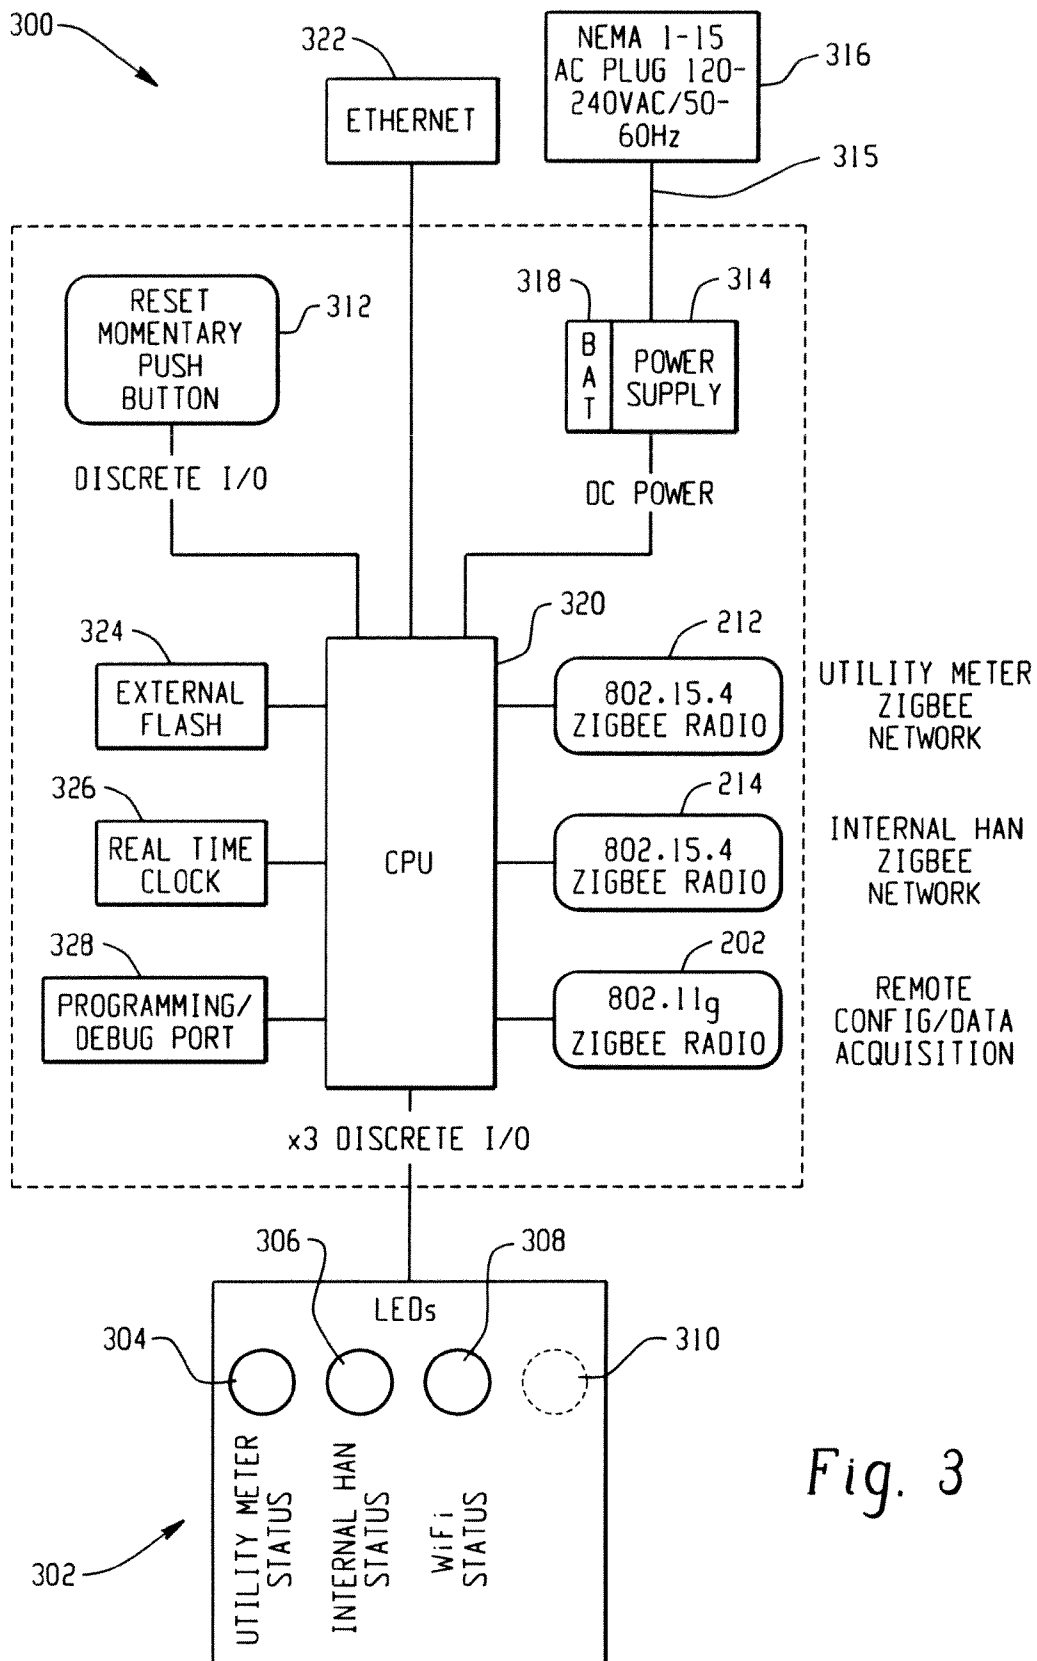 300
322
ETHERNET
NEMA 1-15
AC PLUG 120-
240VAC/50-
60Hz
316
315
RESET
MOMENTARY
PUSH
BUTTON
312
318
314
B
A
T
POWER
SUPPLY
DISCRETE I/O
DC POWER
320
324
EXTERNAL
FLASH
212
802.15.4
ZIGBEE RADIO
UTILITY METER
ZIGBEE
NETWORK
326
REAL TIME
CLOCK
CPU
214
802.15.4
ZIGBEE RADIO
INTERNAL HAN
ZIGBEE
NETWORK
328
PROGRAMMING/
DEBUG PORT
202
802.11g
ZIGBEE RADIO
REMOTE
CONFIG/DATA
ACQUISITION
x3 DISCRETE I/O
306
308
LEDs
304
310
UTILITY METER
STATUS
INTERNAL HAN
STATUS
WiFi
STATUS
302
Fig. 3